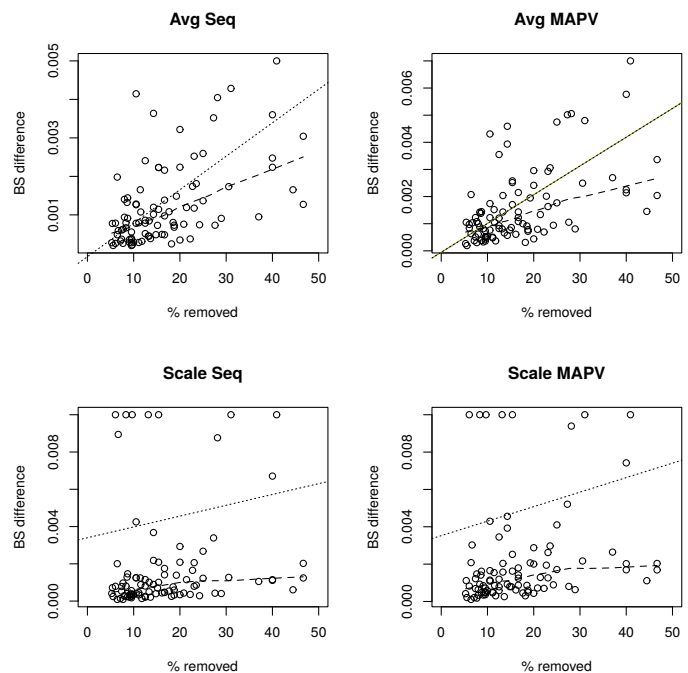 Avg Seq
BS difference
0.001 0.003 0.005
0 10 20 30 40 50
% removed
Avg MAPV
BS difference
0.000 0.002 0.004 0.006
0 10 20 30 40 50
% removed
Scale Seq
BS difference
0.000 0.004 0.008
0 10 20 30 40 50
% removed
Scale MAPV
BS difference
0.000 0.004 0.008
0 10 20 30 40 50
% removed